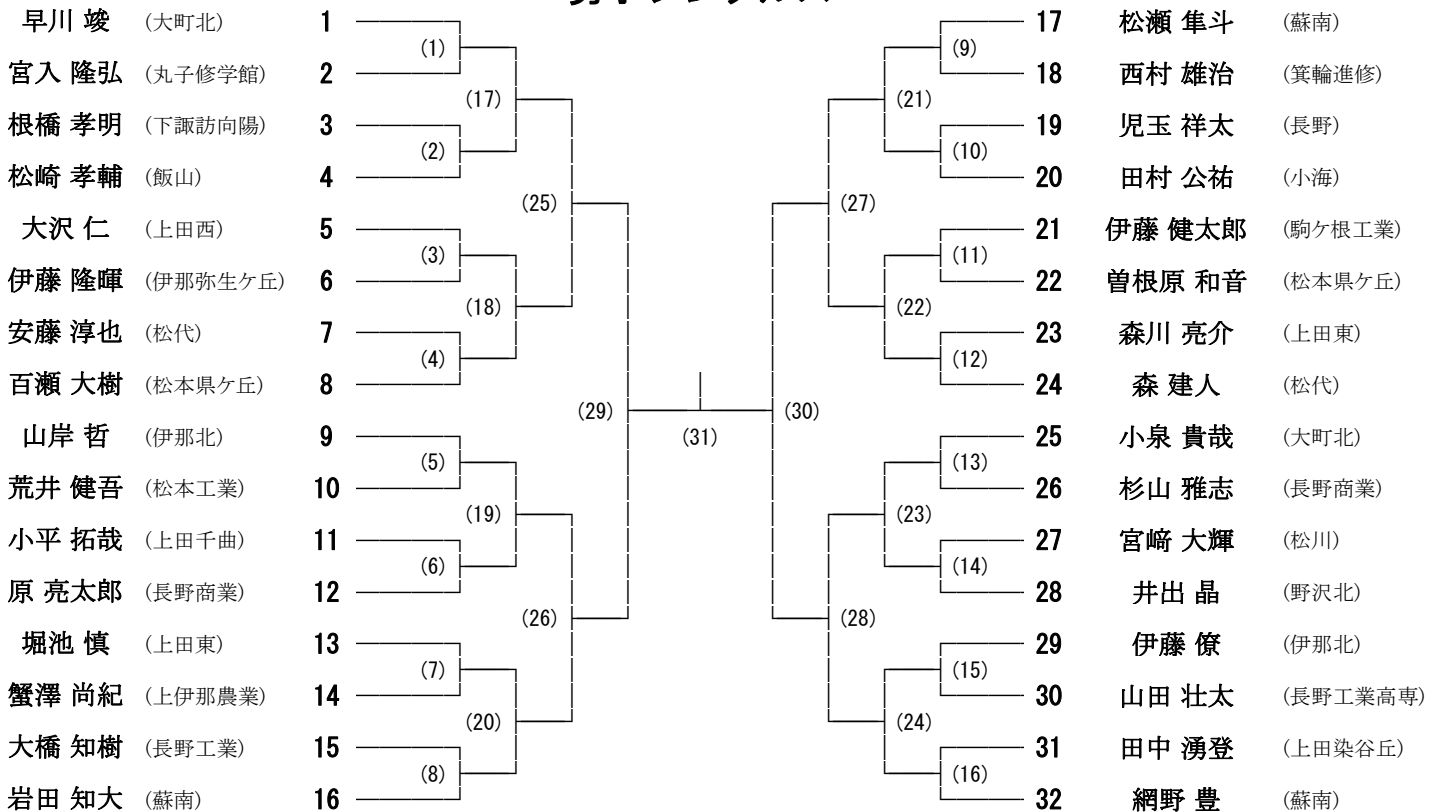 早川 竣 (大町北) 1 (1) 17 松瀬 隼斗 (蘇南) (9)
宮入 隆弘 (丸子修学館) 2 18 西村 雄治 (箕輪進修)
(17) (21)
根橋 孝明 (下諏訪向陽) 3 (2) 19 児玉 祥太 (長野) (10)
松崎 孝輔 (飯山) 4 20 田村 公祐 (小海)
(25) (27)
大沢 仁 (上田西) 5 (3) 21 伊藤 健太郎 (駒ケ根工業) (11)
伊藤 隆暉 (伊那弥生ケ丘) 6 22 曽根原 和音 (松本県ケ丘)
(18) (22)
安藤 淳也 (松代) 7 (4) 23 森川 亮介 (上田東) (12)
百瀬 大樹 (松本県ケ丘) 8 24 森 建人 (松代)
(29) (31) (30)
山岸 哲 (伊那北) 9 (5) 25 小泉 貴哉 (大町北) (13)
荒井 健吾 (松本工業) 10 26 杉山 雅志 (長野商業)
(19) (23)
小平 拓哉 (上田千曲) 11 (6) 27 宮﨑 大輝 (松川) (14)
原 亮太郎 (長野商業) 12 28 井出 晶 (野沢北)
(26) (28)
堀池 慎 (上田東) 13 (7) 29 伊藤 僚 (伊那北) (15)
蟹澤 尚紀 (上伊那農業) 14 30 山田 壮太 (長野工業高専)
(20) (24)
大橋 知樹 (長野工業) 15 (8) 31 田中 湧登 (上田染谷丘) (16)
岩田 知大 (蘇南) 16 32 網野 豊 (蘇南)